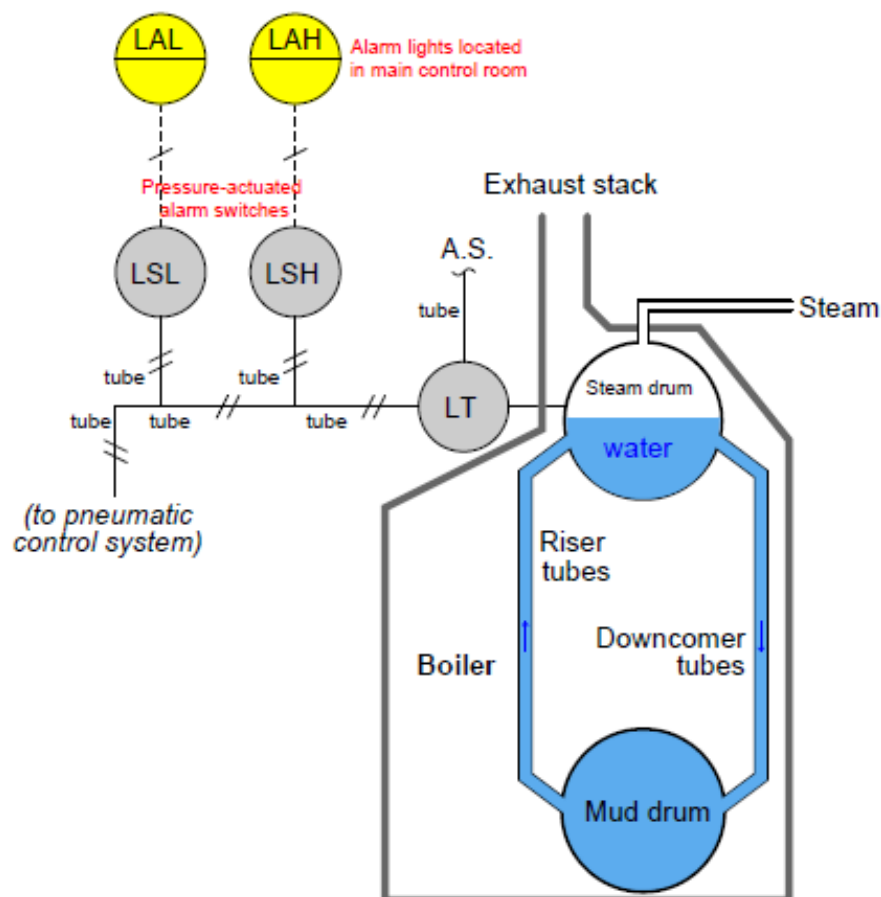 LAL
LAH
Alarm lights located
in main control room
Pressure-actuated
alarm switches
Exhaust stack
LSL
LSH
A.S.
tube
Steam
tube
tube
Steam drum
tube
tube
tube
LT
water
(to pneumatic
control system)
Riser
tubes
Boiler
Downcomer
tubes
Mud drum